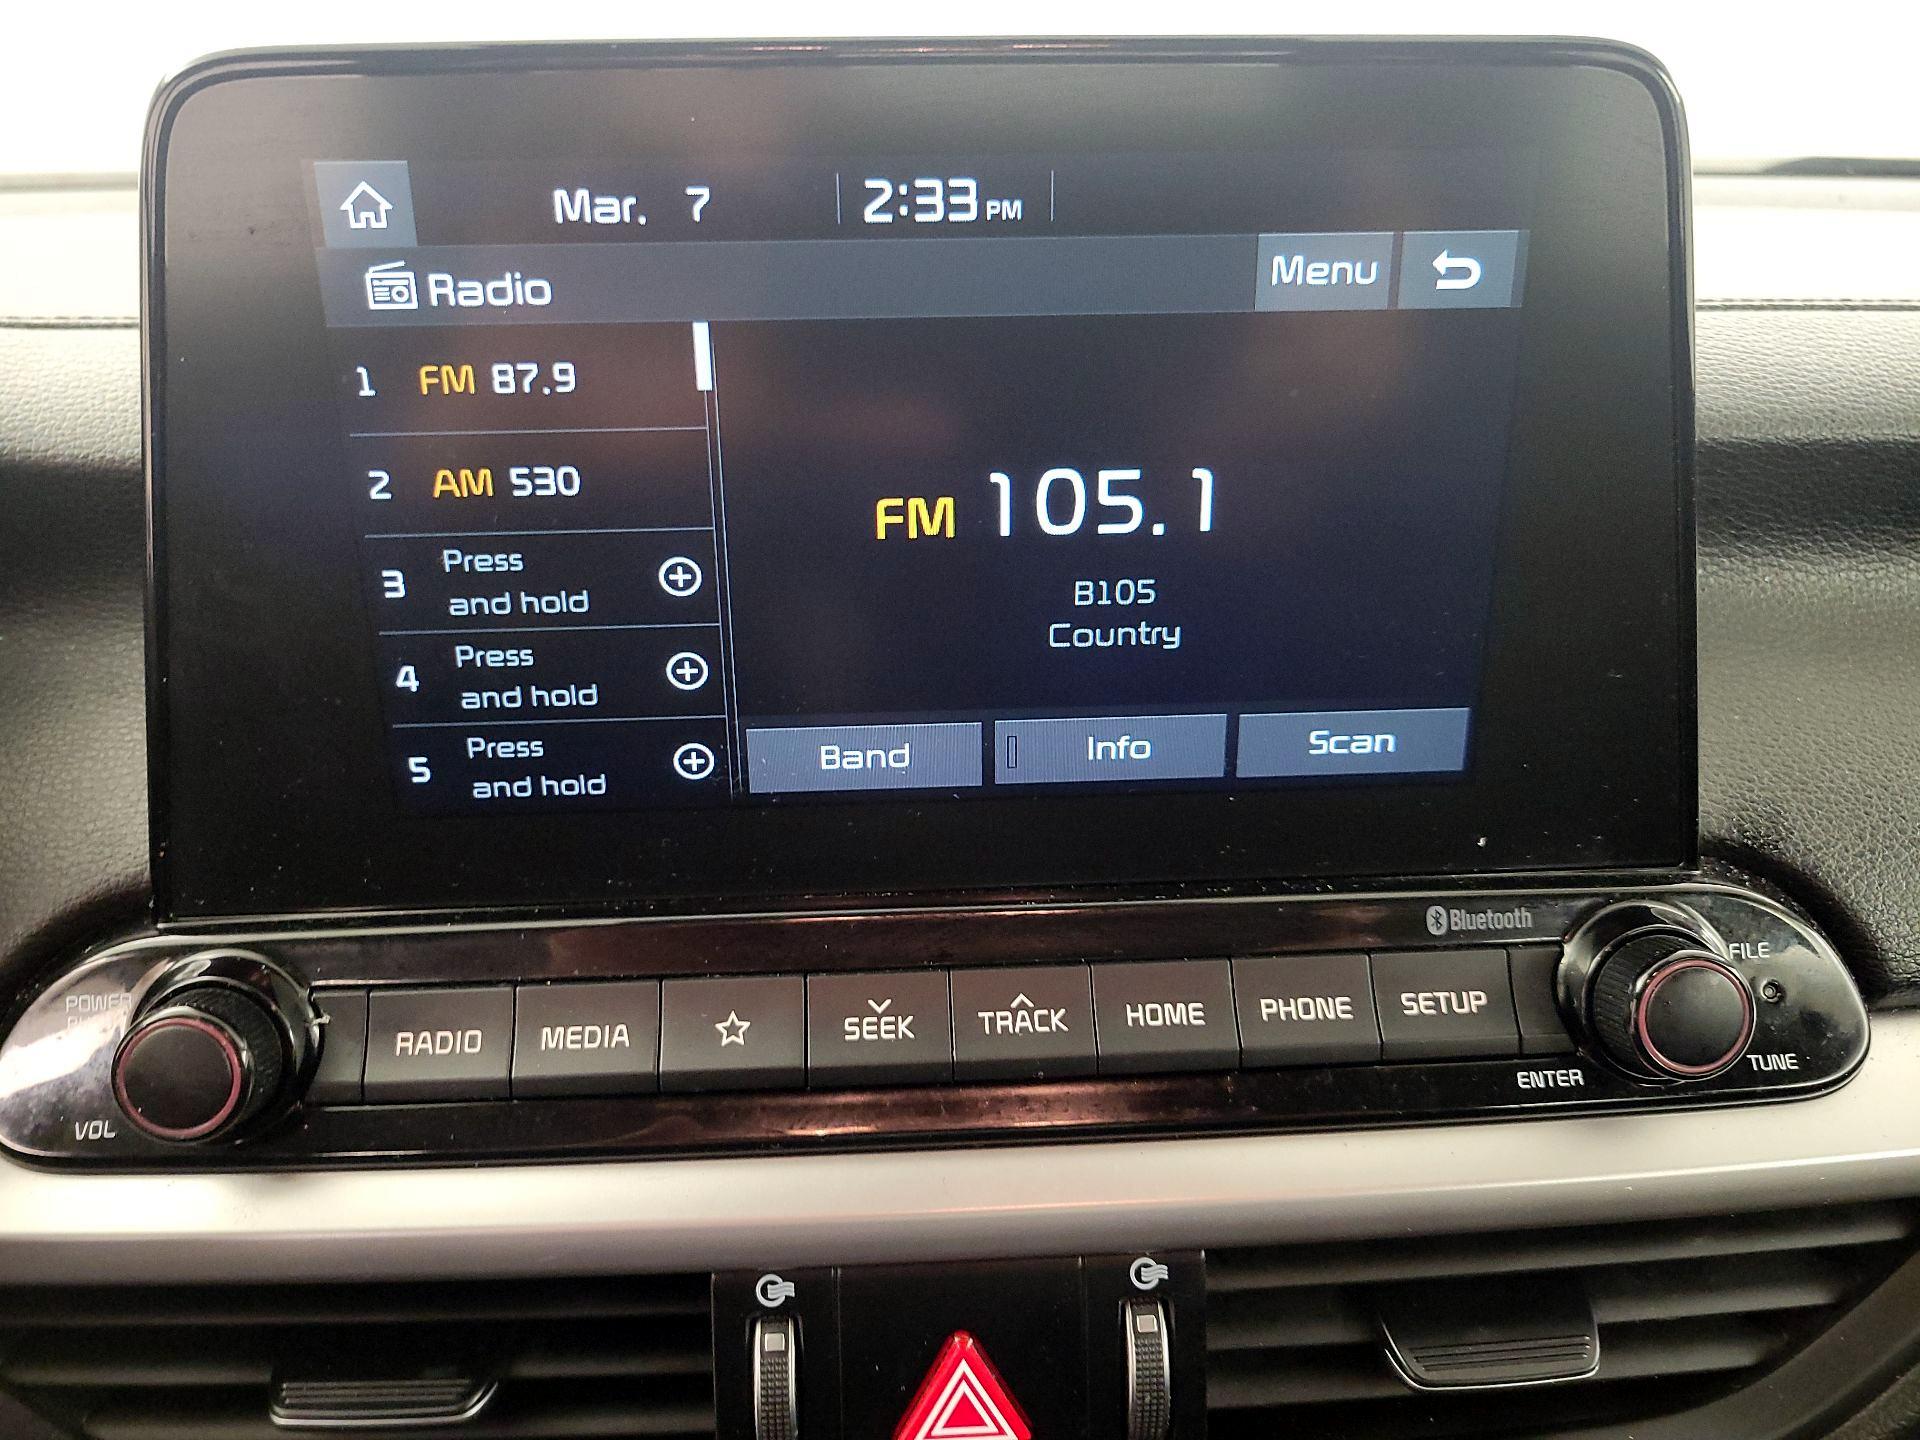 Mar. 7 2:33 PM
Radio
Menu
1 FM 87.9
2 AM 530
3 Press
and hold
4 Press
and hold
5 Press
and hold
FM 105.1
B105
Country
Band
Info
Scan
Bluetooth
POWER
VOL
RADIO
MEDIA
SEEK
TRACK
HOME
PHONE
SETUP
FILE
TUNE
ENTER